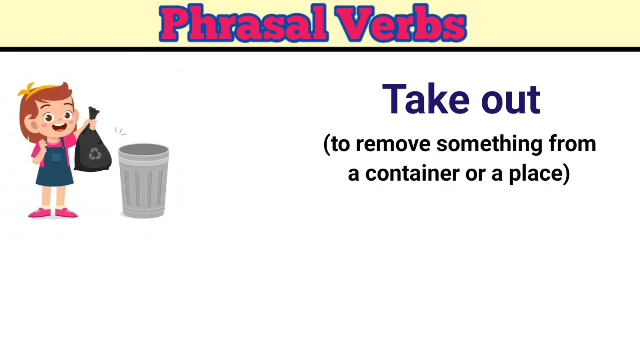 Phrasal Verbs
Take out
(to remove something from
a container or a place)